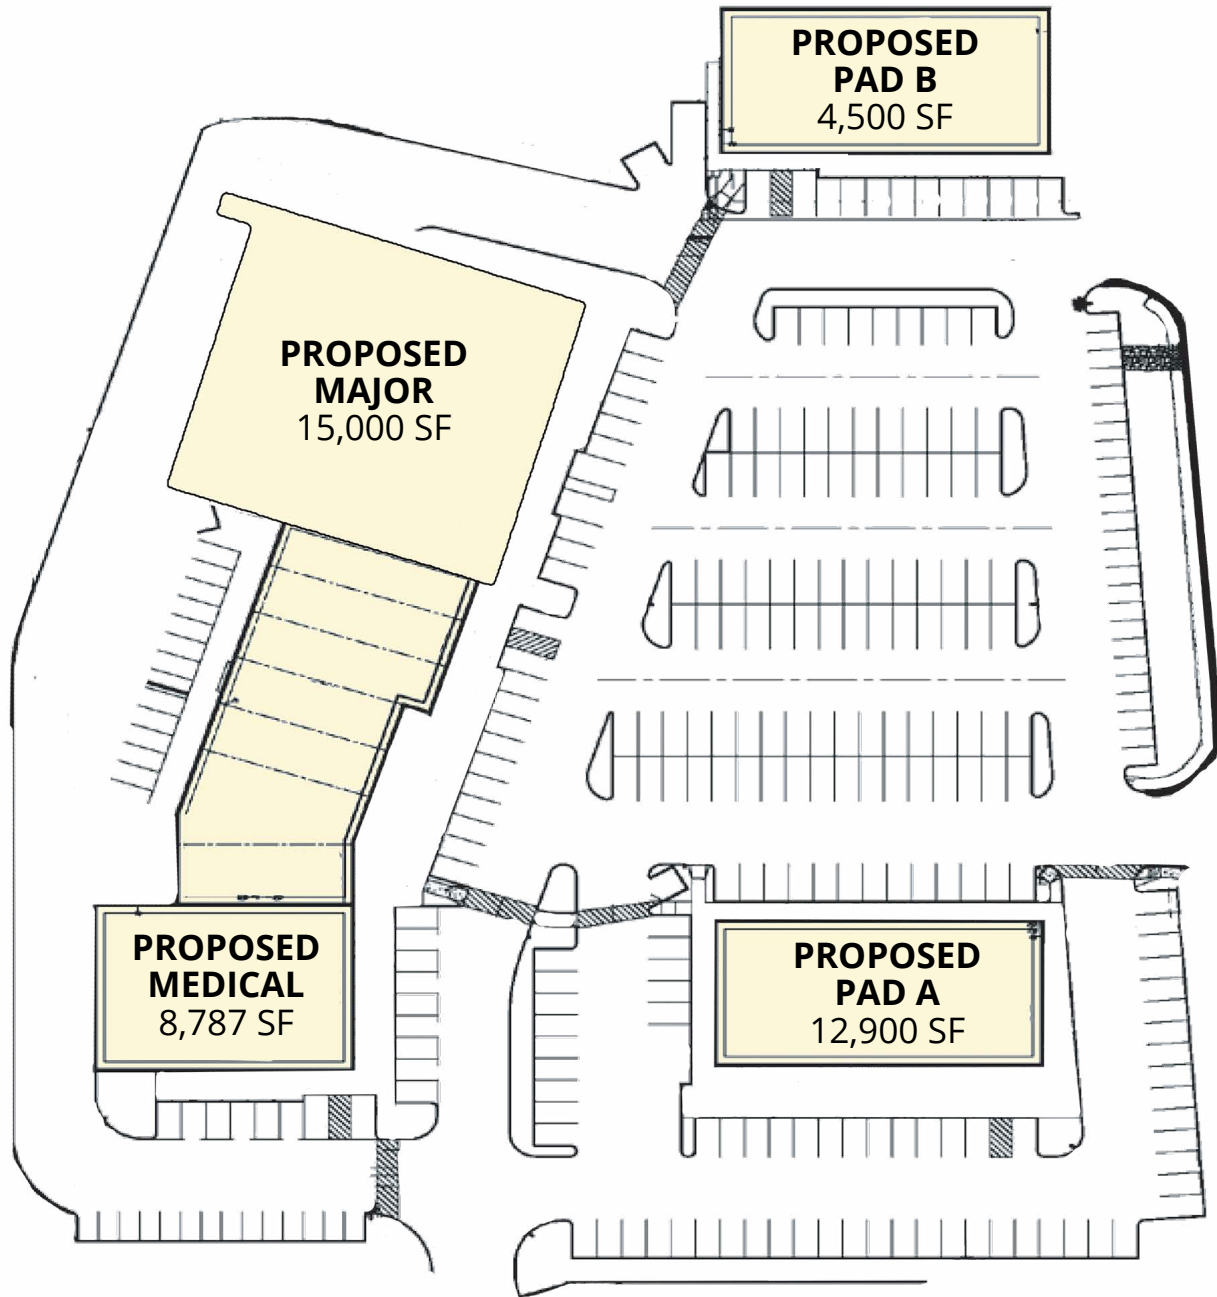 PROPOSED
PAD B
4,500 SF
PROPOSED
MAJOR
15,000 SF
PROPOSED
MEDICAL
8,787 SF
PROPOSED
PAD A
12,900 SF